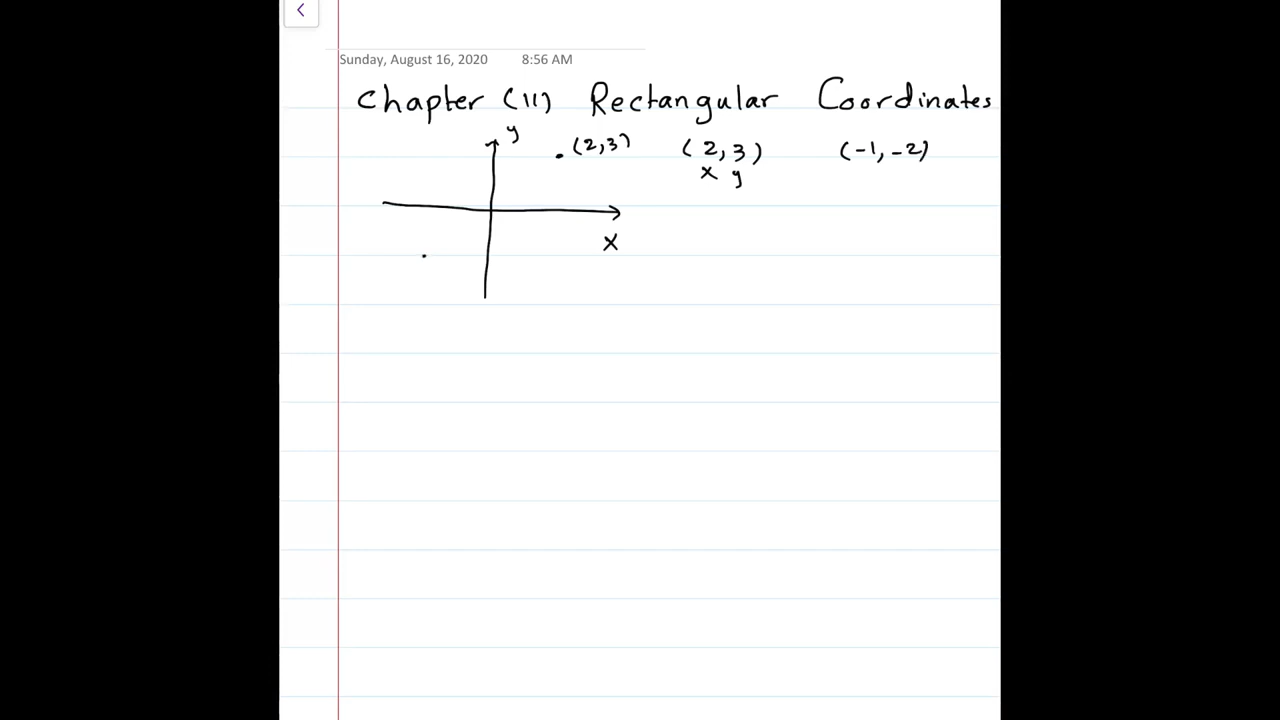 Sunday, August 16, 2020 8:56 AM
Chapter (11) Rectangular Coordinates
y
(2,3) (2,3) (-1,-2)
x y
x